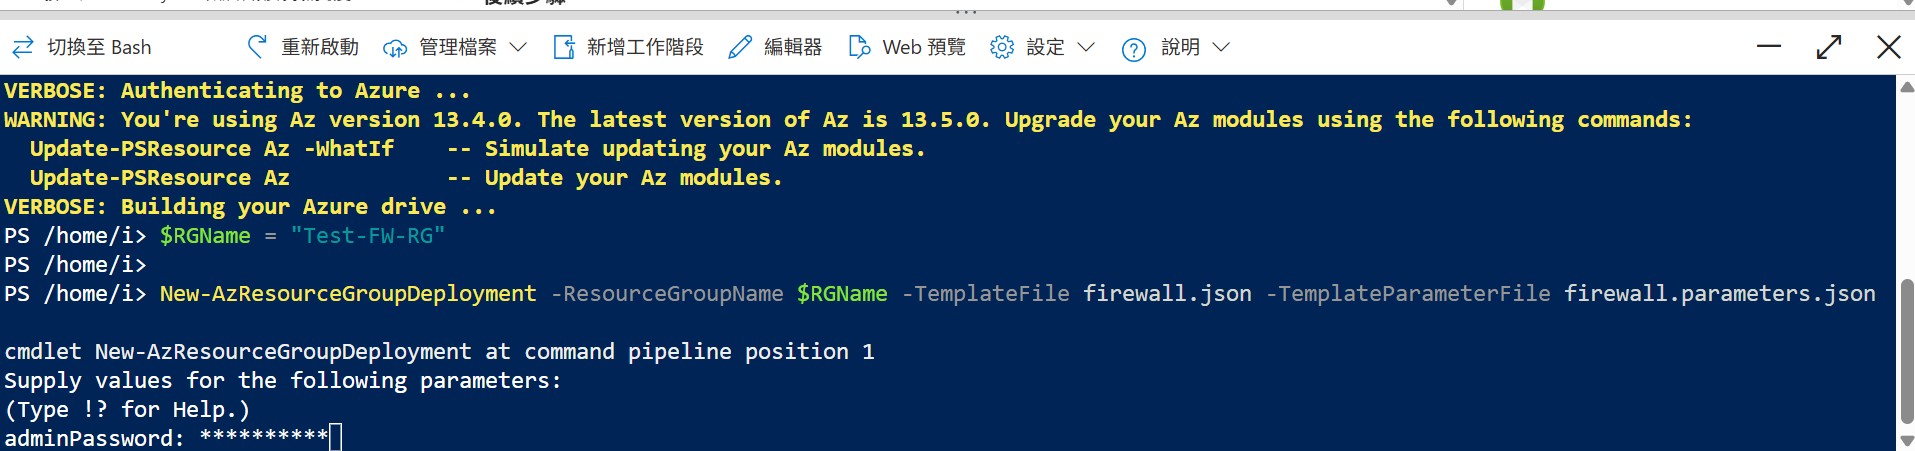 切換至 Bash 重新啟動 管理檔案 新增工作階段 編輯器 Web 預覽 設定 說明
VERBOSE: Authenticating to Azure ...
WARNING: You're using Az version 13.4.0. The latest version of Az is 13.5.0. Upgrade your Az modules using the following commands:
  Update-PSResource Az -WhatIf    -- Simulate updating your Az modules.
  Update-PSResource Az            -- Update your Az modules.
VERBOSE: Building your Azure drive ...
PS /home/i> $RGName = "Test-FW-RG"
PS /home/i>
PS /home/i> New-AzResourceGroupDeployment -ResourceGroupName $RGName -TemplateFile firewall.json -TemplateParameterFile firewall.parameters.json
cmdlet New-AzResourceGroupDeployment at command pipeline position 1
Supply values for the following parameters:
(Type !? for Help.)
adminPassword: **********